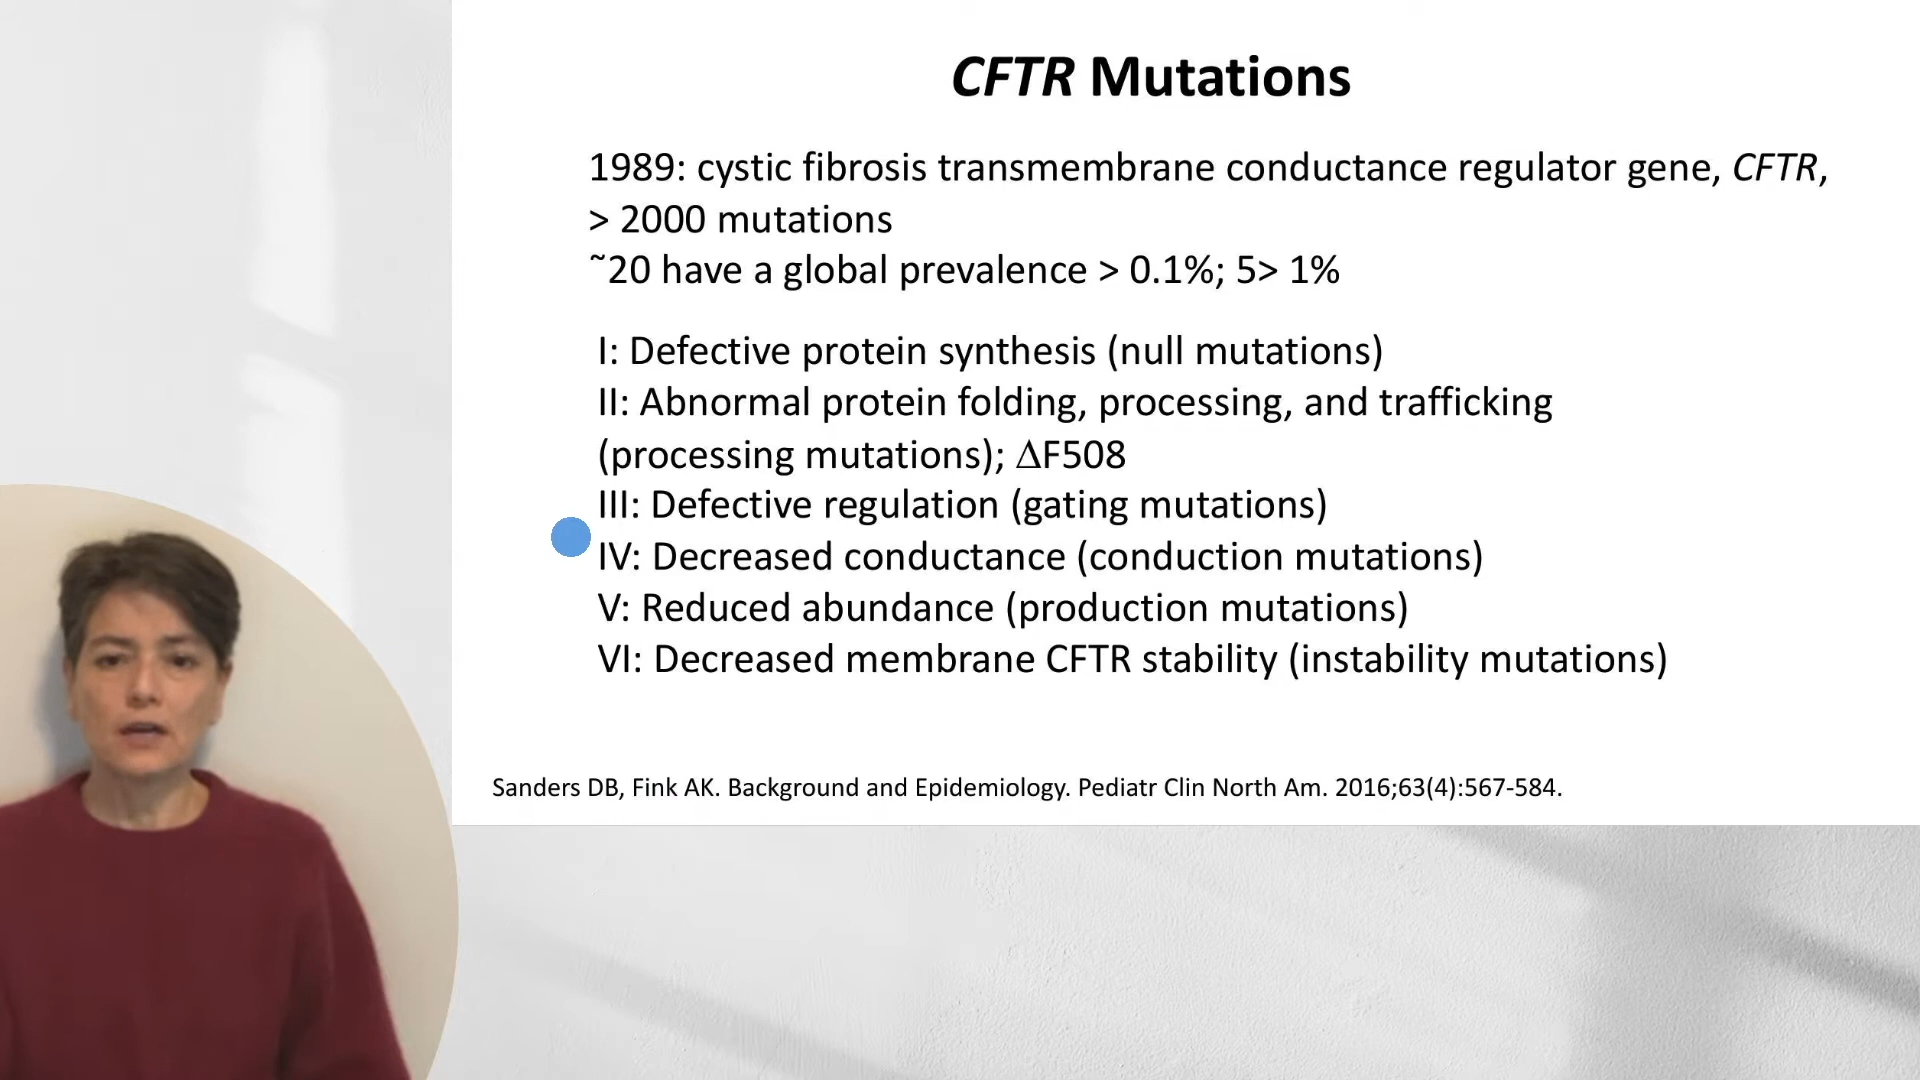 CFTR Mutations
1989: cystic fibrosis transmembrane conductance regulator gene, CFTR,
> 2000 mutations
˜20 have a global prevalence > 0.1%; 5> 1%
I: Defective protein synthesis (null mutations)
II: Abnormal protein folding, processing, and trafficking
(processing mutations); ΔF508
III: Defective regulation (gating mutations)
IV: Decreased conductance (conduction mutations)
V: Reduced abundance (production mutations)
VI: Decreased membrane CFTR stability (instability mutations)
Sanders DB, Fink AK. Background and Epidemiology. Pediatr Clin North Am. 2016;63(4):567-584.